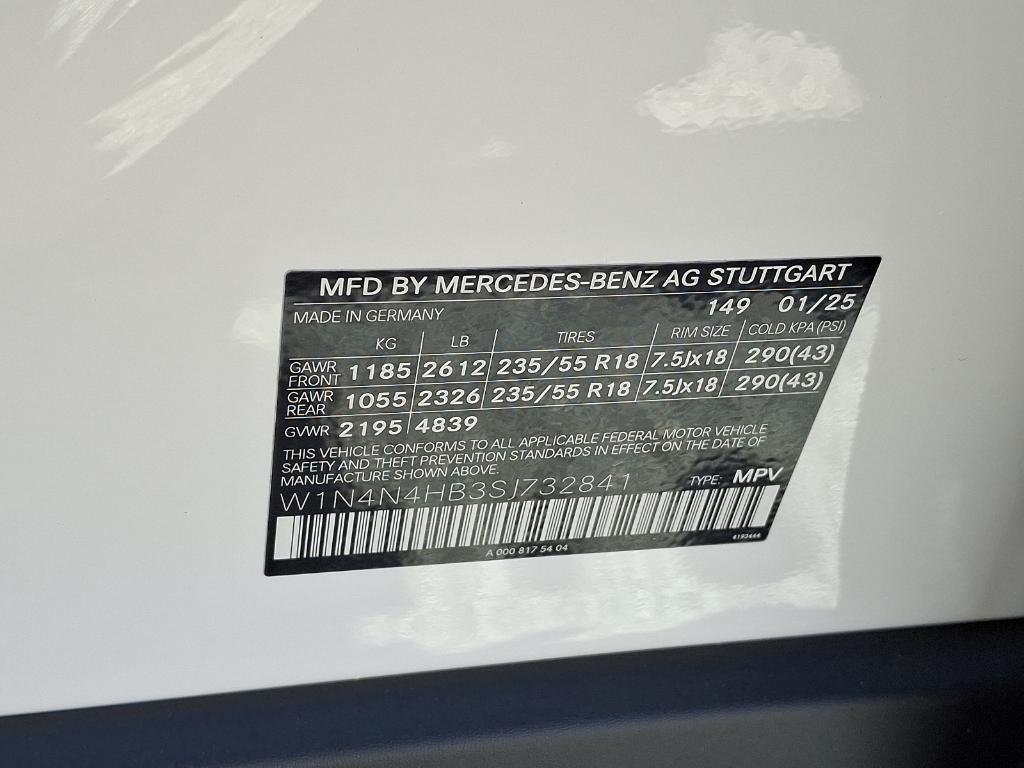 MFD BY MERCEDES-BENZ AG STUTTGART
MADE IN GERMANY 149 01/25
KG LB TIRES RIM SIZE COLD KPA (PSI)
GAWR FRONT 1185 2612 235/55 R18 7.5Jx18 290(43)
GAWR REAR 1055 2326 235/55 R18 7.5Jx18 290(43)
GVWR 2195 4839
THIS VEHICLE CONFORMS TO ALL APPLICABLE FEDERAL MOTOR VEHICLE
SAFETY AND THEFT PREVENTION STANDARDS IN EFFECT ON THE DATE OF
MANUFACTURE SHOWN ABOVE.
W1N4N4HB3SJ732841 TYPE: MPV
A 000 817 54 04 4193444